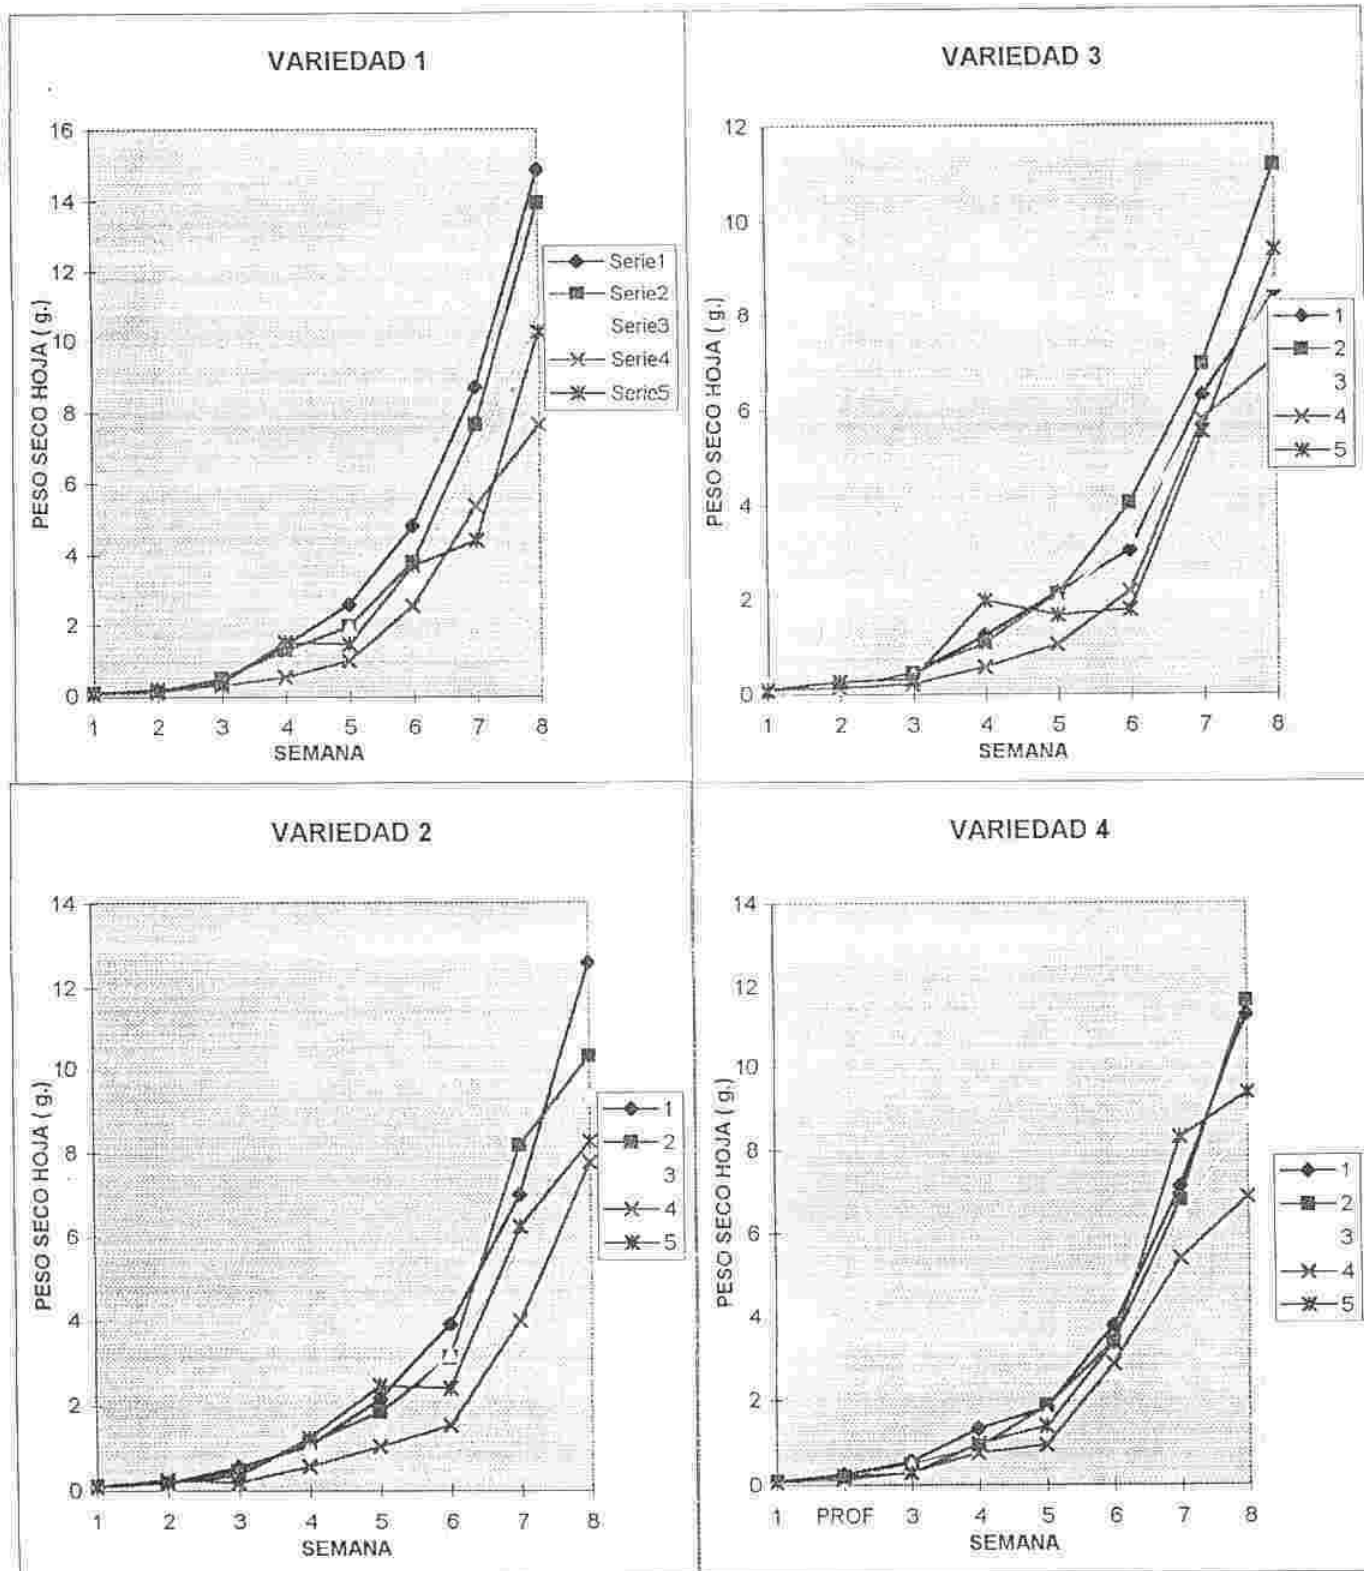 VARIEDAD 1
PESO SECO HOJA ( g.)
16
14
12
10
8
6
4
2
0
1 2 3 4 5 6 7 8
SEMANA
Serie1
Serie2
Serie3
Serie4
Serie5
VARIEDAD 3
PESO SECO HOJA ( g.)
12
10
8
6
4
2
0
1 2 3 4 5 6 7 8
SEMANA
1
2
3
4
5
VARIEDAD 2
PESO SECO HOJA ( g.)
14
12
10
8
6
4
2
0
1 2 3 4 5 6 7 8
SEMANA
1
2
3
4
5
VARIEDAD 4
PESO SECO HOJA ( g.)
14
12
10
8
6
4
2
0
1 PROF 3 4 5 6 7 8
SEMANA
1
2
3
4
5